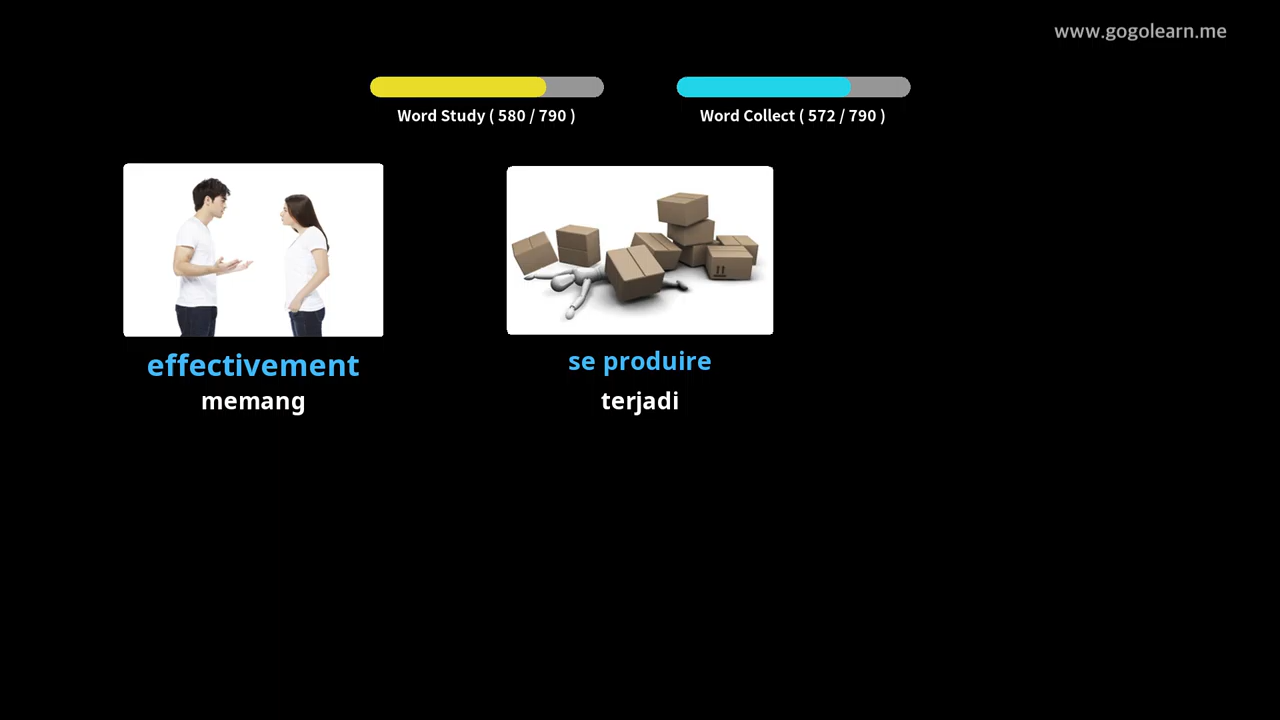 www.gogolearn.me
Word Study ( 580 / 790 )
Word Collect ( 572 / 790 )
effectivement
memang
se produire
terjadi